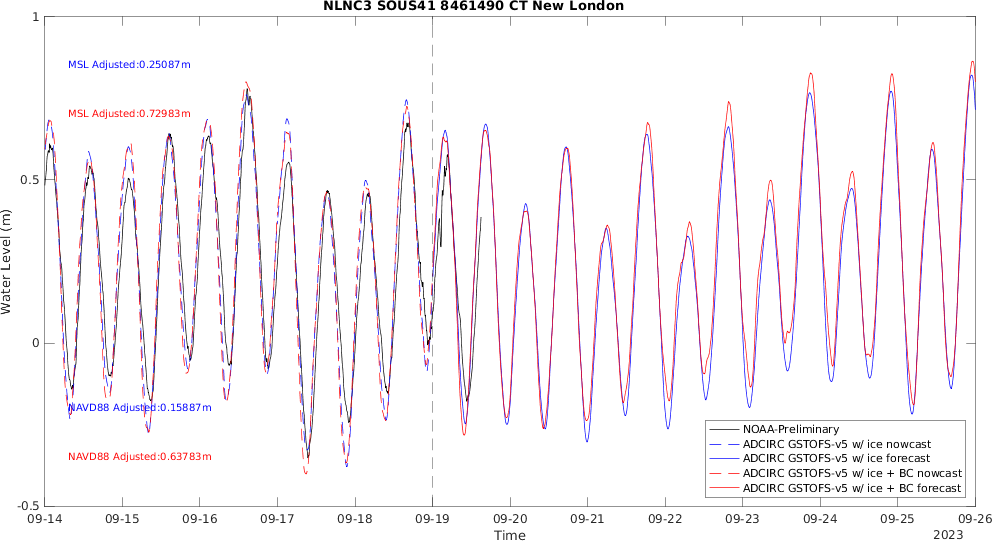 NLNC3 SOUS41 8461490 CT New London
1
0.5
0
-0.5
Water Level (m)
MSL Adjusted:0.25087m
MSL Adjusted:0.72983m
NAVD88 Adjusted:0.15887m
NAVD88 Adjusted:0.63783m
NOAA-Preliminary
ADCIRC GSTOFS-v5 w/ ice nowcast
ADCIRC GSTOFS-v5 w/ ice forecast
ADCIRC GSTOFS-v5 w/ ice + BC nowcast
ADCIRC GSTOFS-v5 w/ ice + BC forecast
09-14 09-15 09-16 09-17 09-18 09-19 09-20 09-21 09-22 09-23 09-24 09-25 09-26
Time
2023